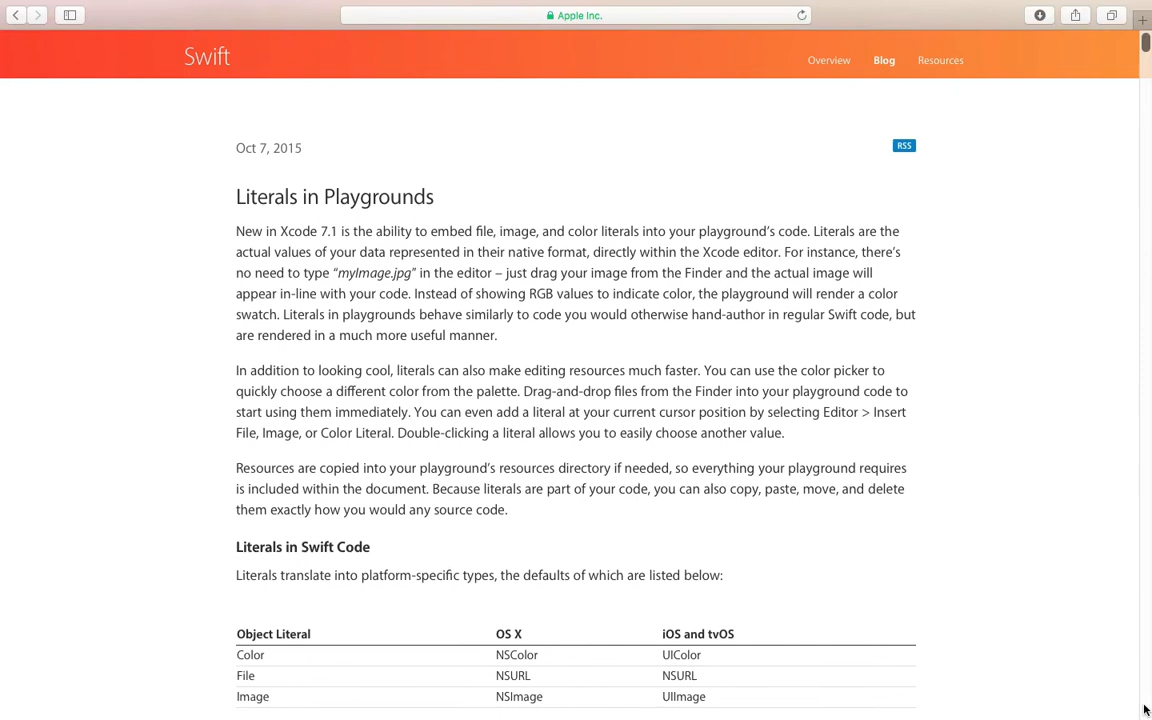 Apple Inc.
Swift
Overview Blog Resources
Oct 7, 2015
RSS
Literals in Playgrounds
New in Xcode 7.1 is the ability to embed file, image, and color literals into your playground’s code. Literals are the
actual values of your data represented in their native format, directly within the Xcode editor. For instance, there’s
no need to type “myImage.jpg” in the editor – just drag your image from the Finder and the actual image will
appear in-line with your code. Instead of showing RGB values to indicate color, the playground will render a color
swatch. Literals in playgrounds behave similarly to code you would otherwise hand-author in regular Swift code, but
are rendered in a much more useful manner.
In addition to looking cool, literals can also make editing resources much faster. You can use the color picker to
quickly choose a different color from the palette. Drag-and-drop files from the Finder into your playground code to
start using them immediately. You can even add a literal at your current cursor position by selecting Editor > Insert
File, Image, or Color Literal. Double-clicking a literal allows you to easily choose another value.
Resources are copied into your playground’s resources directory if needed, so everything your playground requires
is included within the document. Because literals are part of your code, you can also copy, paste, move, and delete
them exactly how you would any source code.
Literals in Swift Code
Literals translate into platform-specific types, the defaults of which are listed below:
Object Literal OS X iOS and tvOS
Color NSColor UIColor
File NSURL NSURL
Image NSImage UIImage